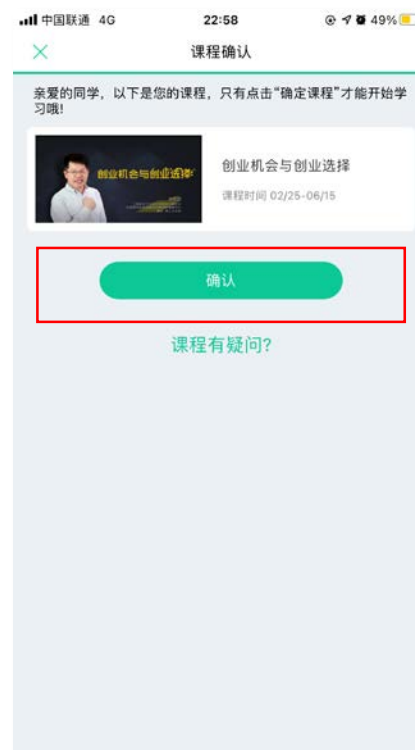 中国联通 4G 22:58 49%
课程确认
亲爱的同学，以下是您的课程，只有点击“确定课程”才能开始学
习哦!
创业机会与创业选择
创业机会与创业选择
课程时间 02/25-06/15
确认
课程有疑问?